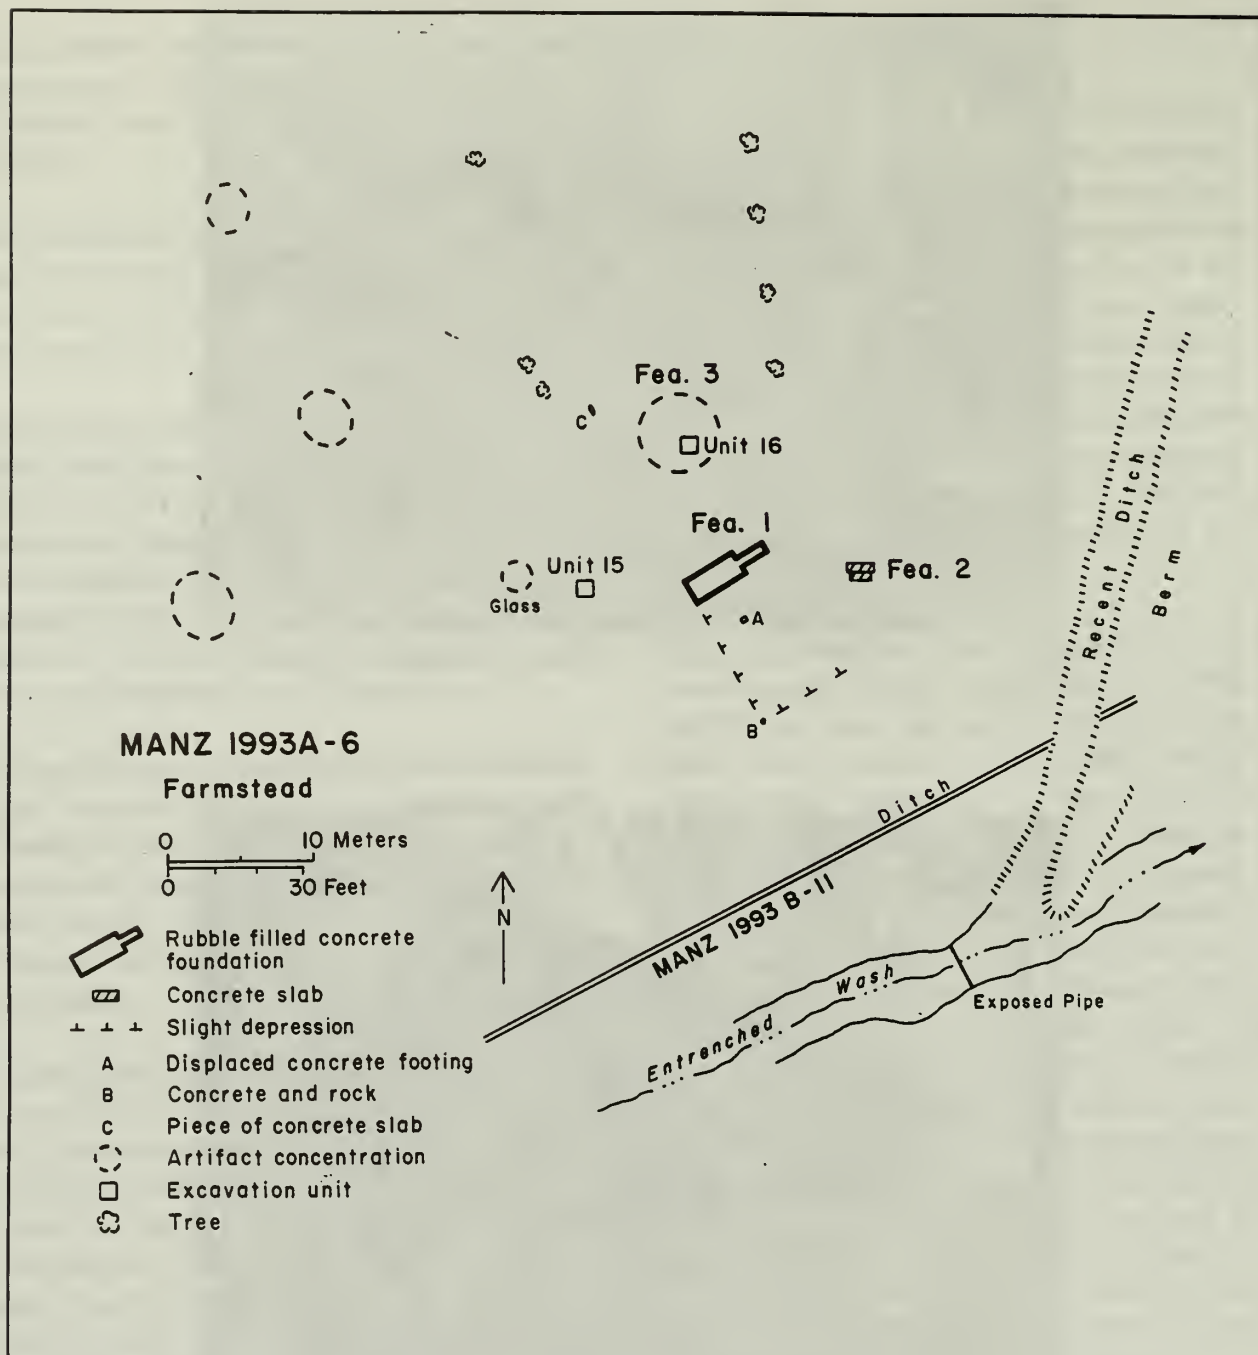 Fea. 3
C
Unit 16
Fea. 1
Unit 15
Glass
Fea. 2
A
B
Recent Ditch
Berm
MANZ 1993A-6
Farmstead
0 10 Meters
0 30 Feet
N
Ditch
MANZ 1993 B-11
Entrenched Wash
Exposed Pipe
Rubble filled concrete
foundation
Concrete slab
Slight depression
A Displaced concrete footing
B Concrete and rock
C Piece of concrete slab
Artifact concentration
Excavation unit
Tree